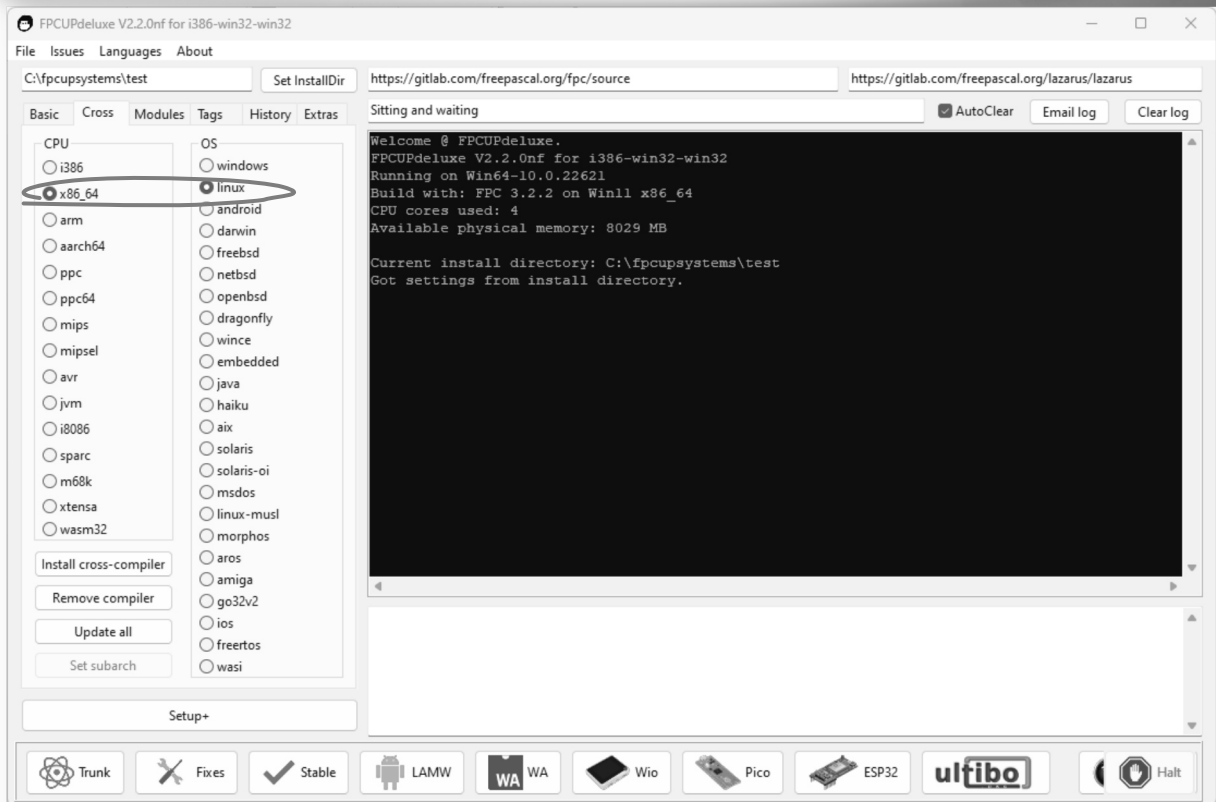 FPCUPdeluxe V2.2.0nf for i386-win32-win32
File Issues Languages About
C:\fpcupsystems\test Set InstallDir https://gitlab.com/freepascal.org/fpc/source https://gitlab.com/freepascal.org/lazarus/lazarus
Basic Cross Modules Tags History Extras
Sitting and waiting AutoClear Email log Clear log
CPU
i386
x86_64
arm
aarch64
ppc
ppc64
mips
mipsel
avr
jvm
i8086
sparc
m68k
xtensa
wasm32
Install cross-compiler
Remove compiler
Update all
Set subarch
OS
windows
linux
android
darwin
freebsd
netbsd
openbsd
dragonfly
wince
embedded
java
haiku
aix
solaris
solaris-oi
msdos
linux-musl
morphos
aros
amiga
go32v2
ios
freertos
wasi
Setup+
Welcome @ FPCUPdeluxe.
FPCUPdeluxe V2.2.0nf for i386-win32-win32
Running on Win64-10.0.22621
Build with: FPC 3.2.2 on Win11 x86_64
CPU cores used: 4
Available physical memory: 8029 MB
Current install directory: C:\fpcupsystems\test
Got settings from install directory.
Trunk Fixes Stable LAMW WA WA Wio Pico ESP32 ultibo Halt